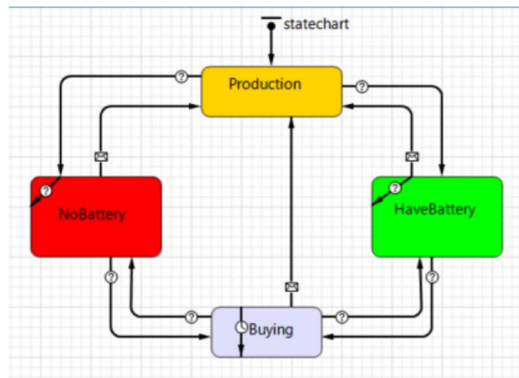 statechart
Production
NoBattery
HaveBattery
Buying